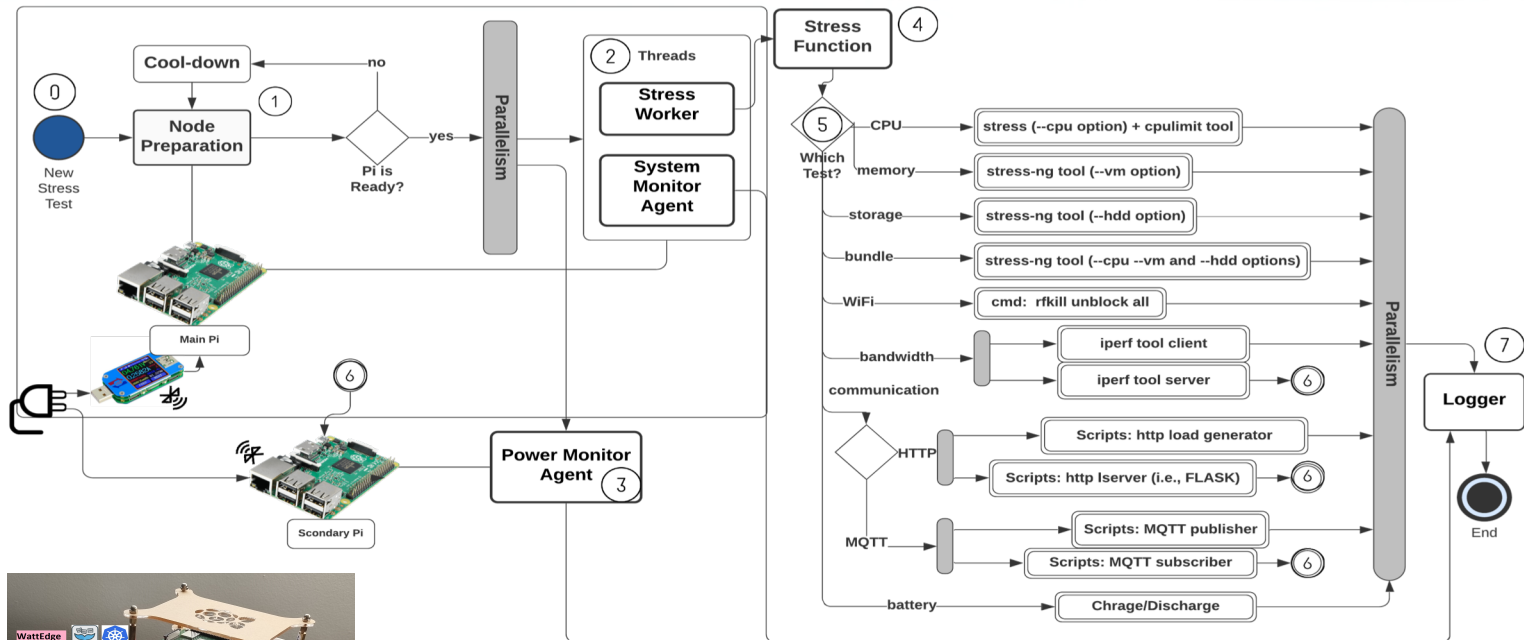 0
New
Stress
Test
Cool-down
Node
Preparation
1
no
Pi is
Ready?
yes
Parallelism
2
Threads
Stress
Worker
System
Monitor
Agent
Main Pi
6
Scondary Pi
Power Monitor
Agent
3
Stress
Function
4
5
Which
Test?
CPU
stress (--cpu option) + cpulimit tool
memory
stress-ng tool (--vm option)
storage
stress-ng tool (--hdd option)
bundle
stress-ng tool (--cpu --vm and --hdd options)
WiFi
cmd: rfkill unblock all
bandwidth
iperf tool client
iperf tool server
6
communication
HTTP
Scripts: http load generator
Scripts: http lserver (i.e., FLASK)
6
MQTT
Scripts: MQTT publisher
Scripts: MQTT subscriber
6
battery
Chrage/Discharge
Parallelism
7
Logger
End
WattEdge